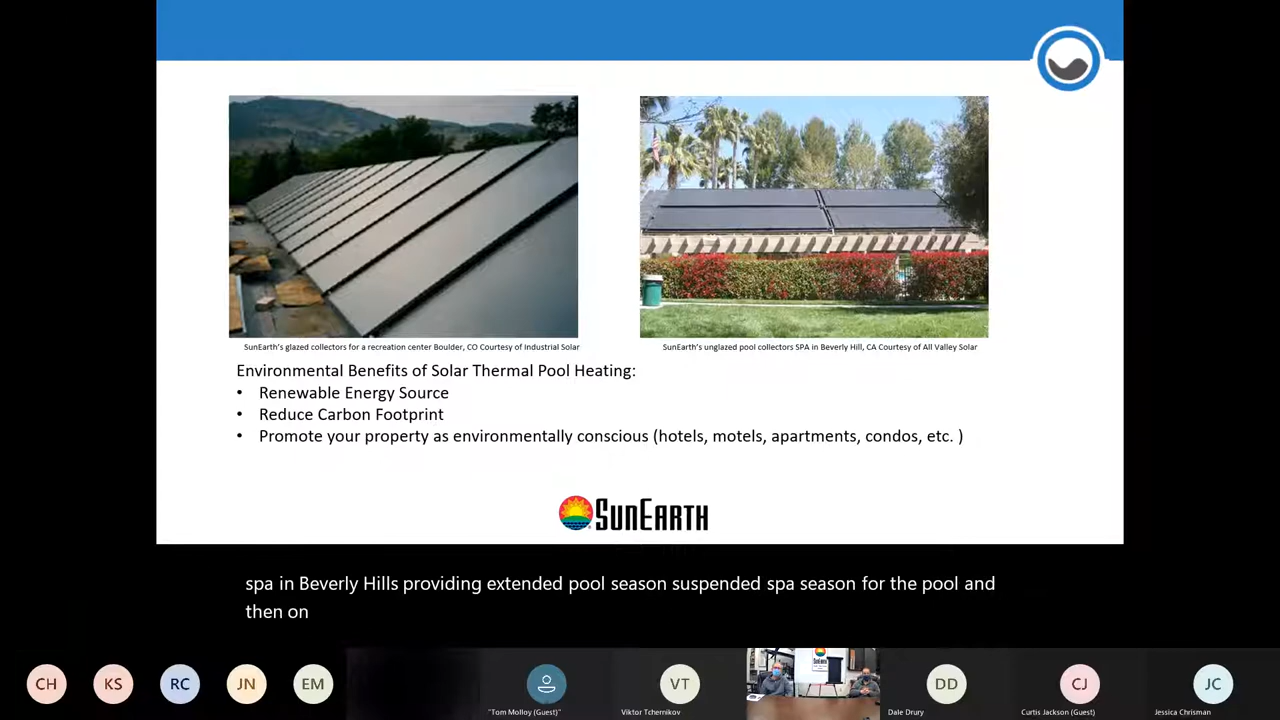 SunEarth's glazed collectors for a recreation center Boulder, CO Courtesy of Industrial Solar
SunEarth's unglazed pool collectors SPA in Beverly Hill, CA Courtesy of All Valley Solar
Environmental Benefits of Solar Thermal Pool Heating:
• Renewable Energy Source
• Reduce Carbon Footprint
• Promote your property as environmentally conscious (hotels, motels, apartments, condos, etc. )
SUNEARTH
spa in Beverly Hills providing extended pool season suspended spa season for the pool and
then on
CH
KS
RC
JN
EM
VT
DD
CJ
JC
"Tom Molloy (Guest)"
Viktor Tchernikov
Dale Drury
Curtis Jackson (Guest)
Jessica Chrisman